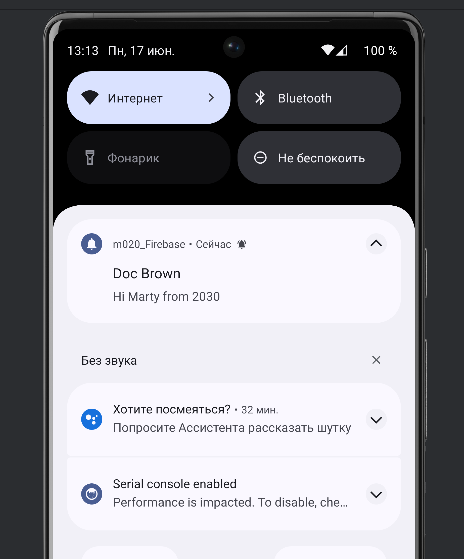 13:13 Пн, 17 июн. 100 %
Интернет Bluetooth
Фонарик Не беспокоить
m020_Firebase • Сейчас
Doc Brown
Hi Marty from 2030
Без звука
Хотите посмеяться? • 32 мин.
Попросите Ассистента рассказать шутку
Serial console enabled
Performance is impacted. To disable, che...